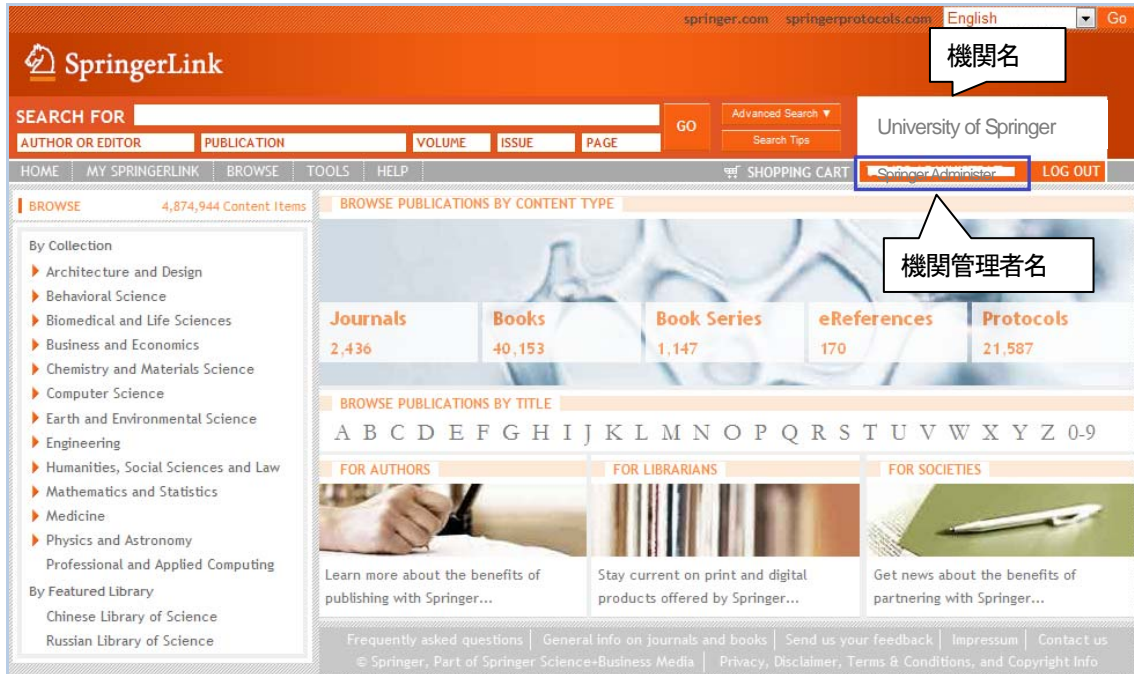 springer.com springerprotocols.com English Go
機関名
SpringerLink
SEARCH FOR GO Advanced Search ▼
Search Tips
University of Springer
AUTHOR OR EDITOR PUBLICATION VOLUME ISSUE PAGE
HOME MY SPRINGERLINK BROWSE TOOLS HELP SHOPPING CART Springer Administer LOG OUT
機関管理者名
BROWSE 4,874,944 Content Items
By Collection
Architecture and Design
Behavioral Science
Biomedical and Life Sciences
Business and Economics
Chemistry and Materials Science
Computer Science
Earth and Environmental Science
Engineering
Humanities, Social Sciences and Law
Mathematics and Statistics
Medicine
Physics and Astronomy
Professional and Applied Computing
By Featured Library
Chinese Library of Science
Russian Library of Science
BROWSE PUBLICATIONS BY CONTENT TYPE
Journals Books Book Series eReferences Protocols
2,436 40,153 1,147 170 21,587
BROWSE PUBLICATIONS BY TITLE
A B C D E F G H I J K L M N O P Q R S T U V W X Y Z 0-9
FOR AUTHORS
Learn more about the benefits of
publishing with Springer...
FOR LIBRARIANS
Stay current on print and digital
products offered by Springer...
FOR SOCIETIES
Get news about the benefits of
partnering with Springer...
Frequently asked questions | General info on journals and books | Send us your feedback | Impressum | Contact us
© Springer, Part of Springer Science+Business Media | Privacy, Disclaimer, Terms & Conditions, and Copyright Info